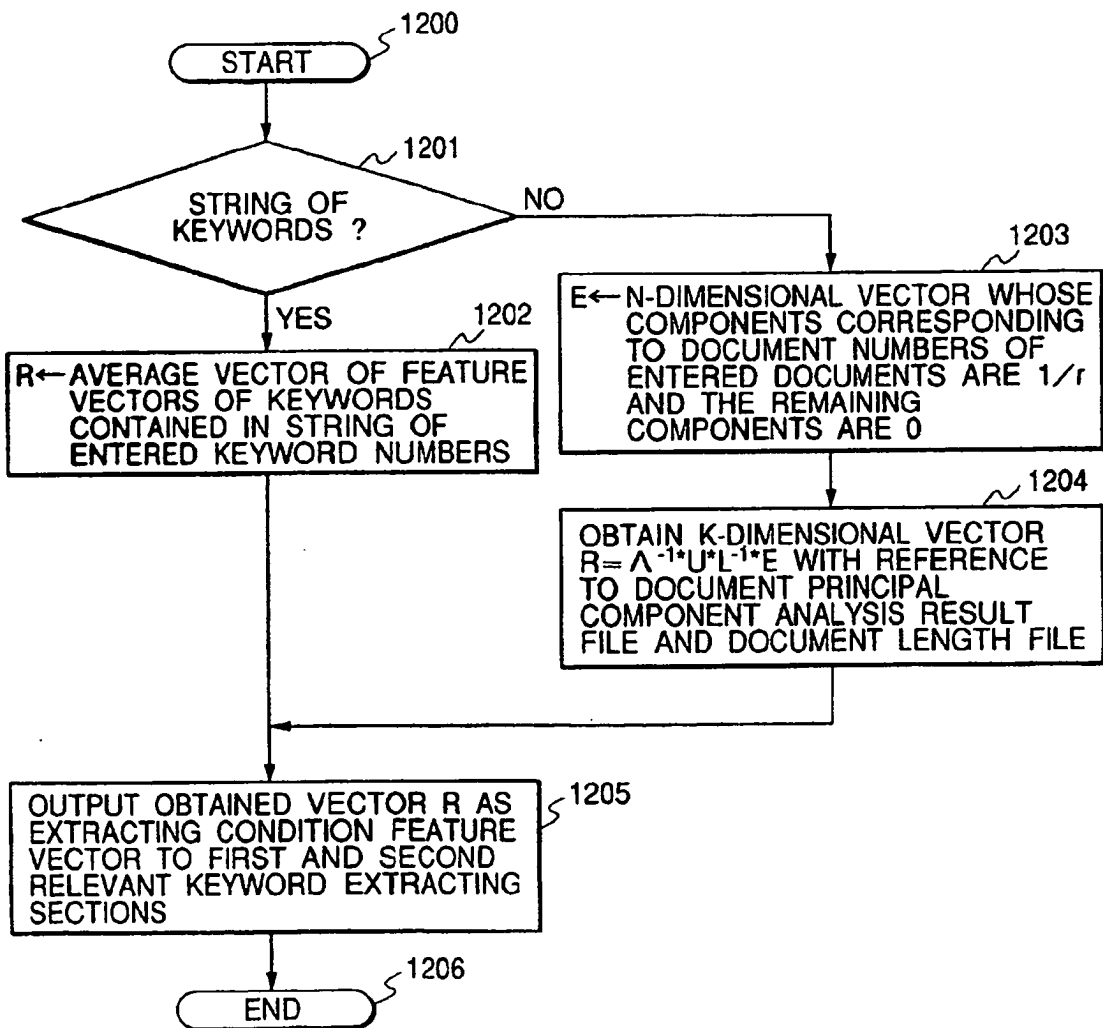 1200
START
1201
STRING OF
KEYWORDS ?
NO
YES
1202
R←AVERAGE VECTOR OF FEATURE
VECTORS OF KEYWORDS
CONTAINED IN STRING OF
ENTERED KEYWORD NUMBERS
1203
E←N-DIMENSIONAL VECTOR WHOSE
COMPONENTS CORRESPONDING
TO DOCUMENT NUMBERS OF
ENTERED DOCUMENTS ARE 1/r
AND THE REMAINING
COMPONENTS ARE 0
1204
OBTAIN K-DIMENSIONAL VECTOR
R=Λ⁻¹*U*L⁻¹*E WITH REFERENCE
TO DOCUMENT PRINCIPAL
COMPONENT ANALYSIS RESULT
FILE AND DOCUMENT LENGTH FILE
1205
OUTPUT OBTAINED VECTOR R AS
EXTRACTING CONDITION FEATURE
VECTOR TO FIRST AND SECOND
RELEVANT KEYWORD EXTRACTING
SECTIONS
1206
END